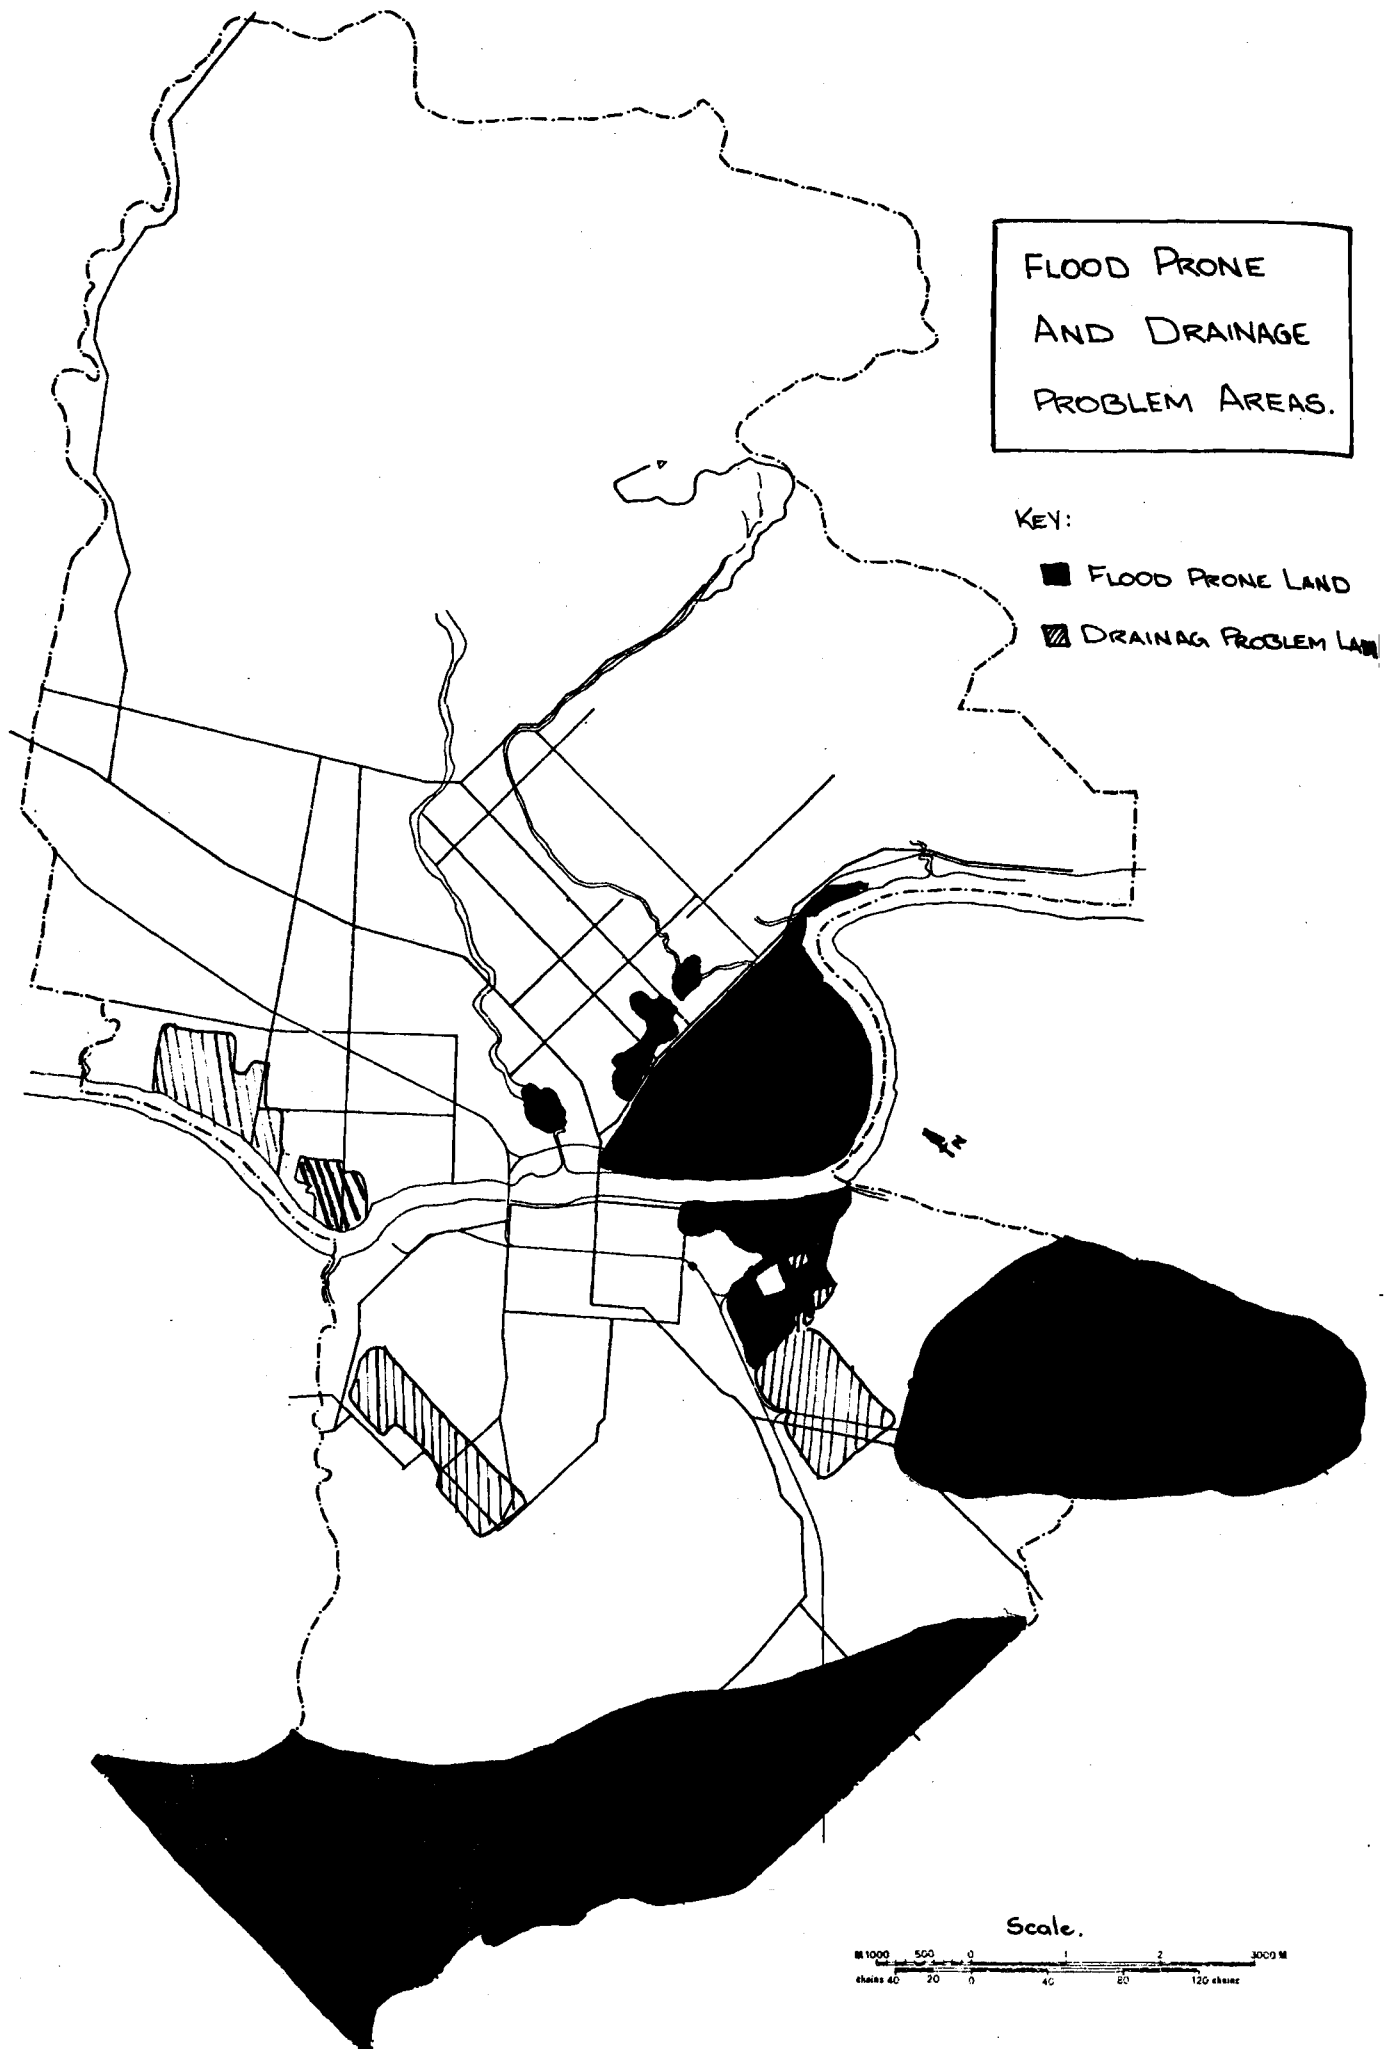 FLOOD PRONE
AND DRAINAGE
PROBLEM AREAS.
KEY:
FLOOD PRONE LAND
DRAINAG PROBLEM
N
Scale.
M 1000 500 0 1 2 3000 M
chains 40 20 0 40 80 120 chains